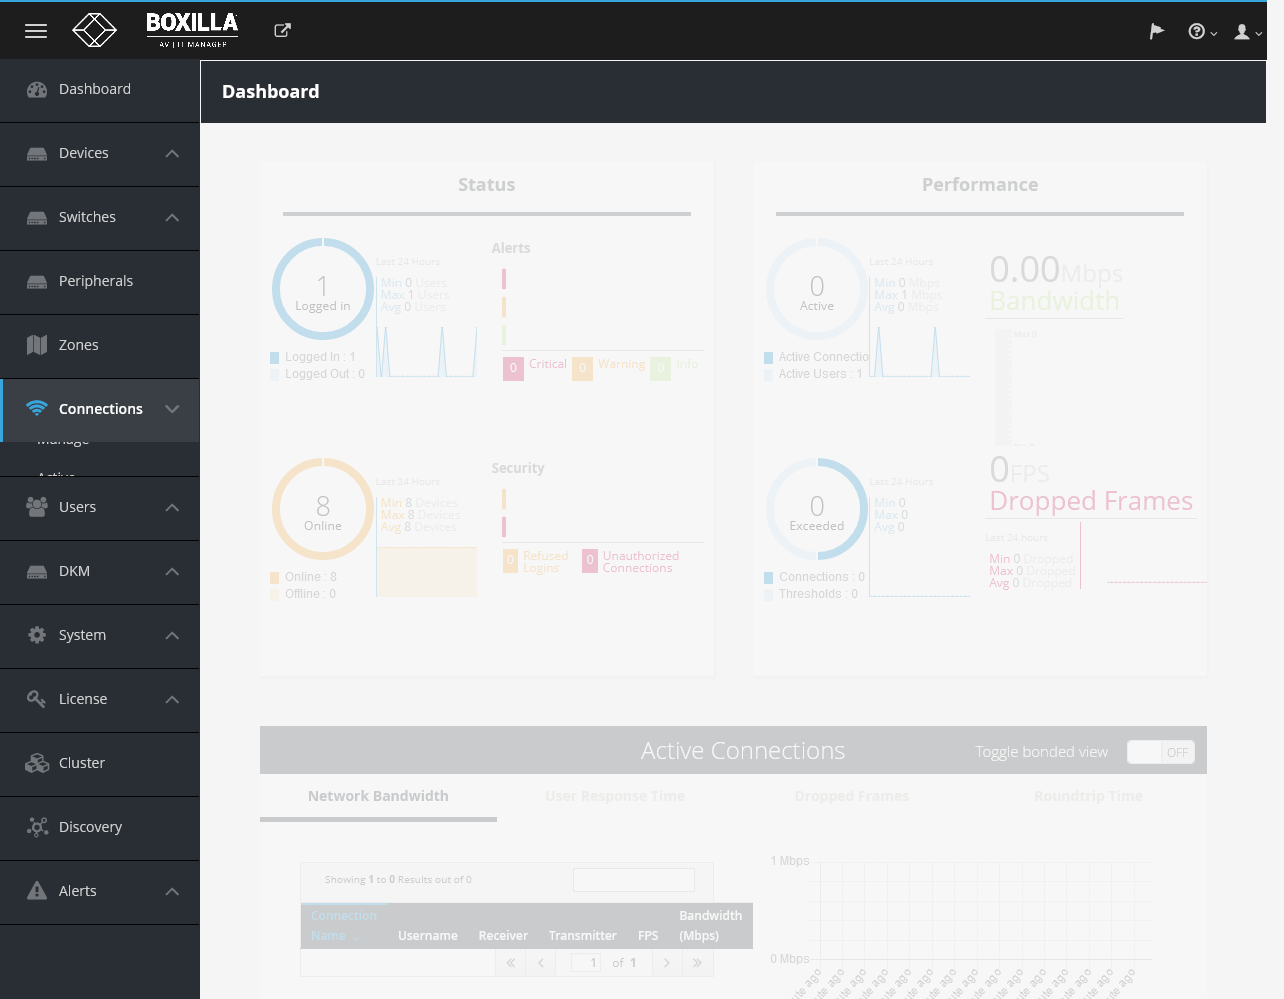 BOXILLA
AV | IT MANAGER
Dashboard
Devices
Switches
Peripherals
Zones
Connections
Manage
Active
Users
DKM
System
License
Cluster
Discovery
Alerts
Dashboard
Status
1
Logged in
Logged In : 1
Logged Out : 0
Last 24 Hours
Min 0 Users
Max 1 Users
Avg 0 Users
Alerts
0 Critical 0 Warning 0 Info
8
Online
Online : 8
Offline : 0
Last 24 Hours
Min 8 Devices
Max 8 Devices
Avg 8 Devices
Security
0 Refused Logins
0 Unauthorized Connections
Performance
0
Active
Active Connectio
Active Users : 1
Last 24 Hours
Min 0 Mbps
Max 1 Mbps
Avg 0 Mbps
0.00Mbps
Bandwidth
Max 0
0
Exceeded
Connections : 0
Thresholds : 0
Last 24 Hours
Min 0
Max 0
Avg 0
0FPS
Dropped Frames
Last 24 hours
Min 0 Dropped
Max 0 Dropped
Avg 0 Dropped
Active Connections
Toggle bonded view OFF
Network Bandwidth User Response Time Dropped Frames Roundtrip Time
Showing 1 to 0 Results out of 0
Connection Name Username Receiver Transmitter FPS Bandwidth (Mbps)
1 of 1
1 Mbps
0 Mbps